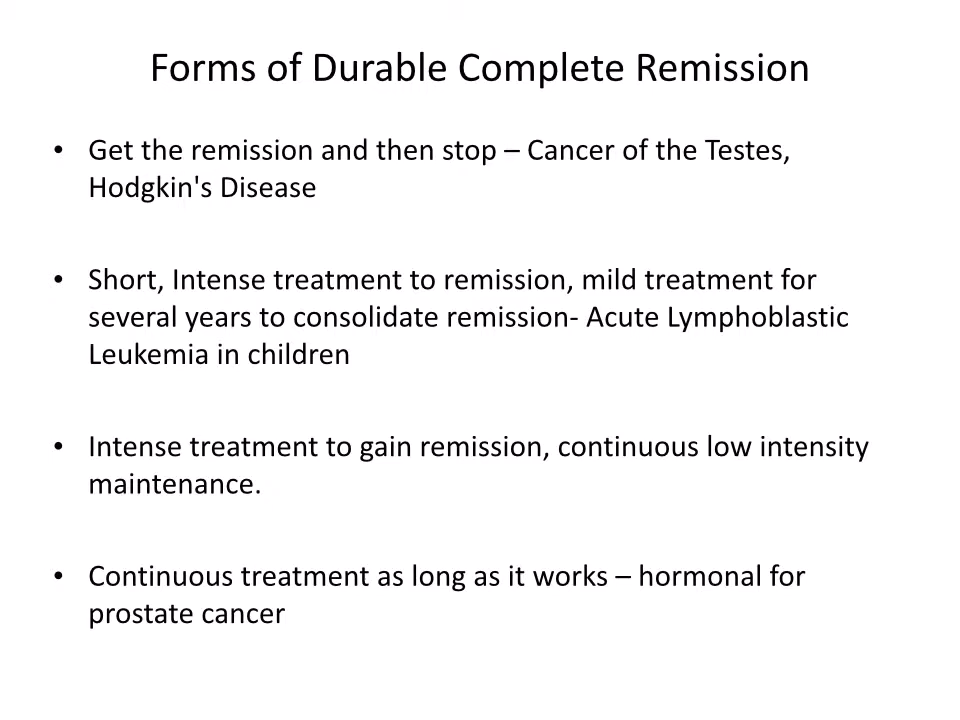 Forms of Durable Complete Remission
• Get the remission and then stop – Cancer of the Testes,
Hodgkin's Disease
• Short, Intense treatment to remission, mild treatment for
several years to consolidate remission- Acute Lymphoblastic
Leukemia in children
• Intense treatment to gain remission, continuous low intensity
maintenance.
• Continuous treatment as long as it works – hormonal for
prostate cancer